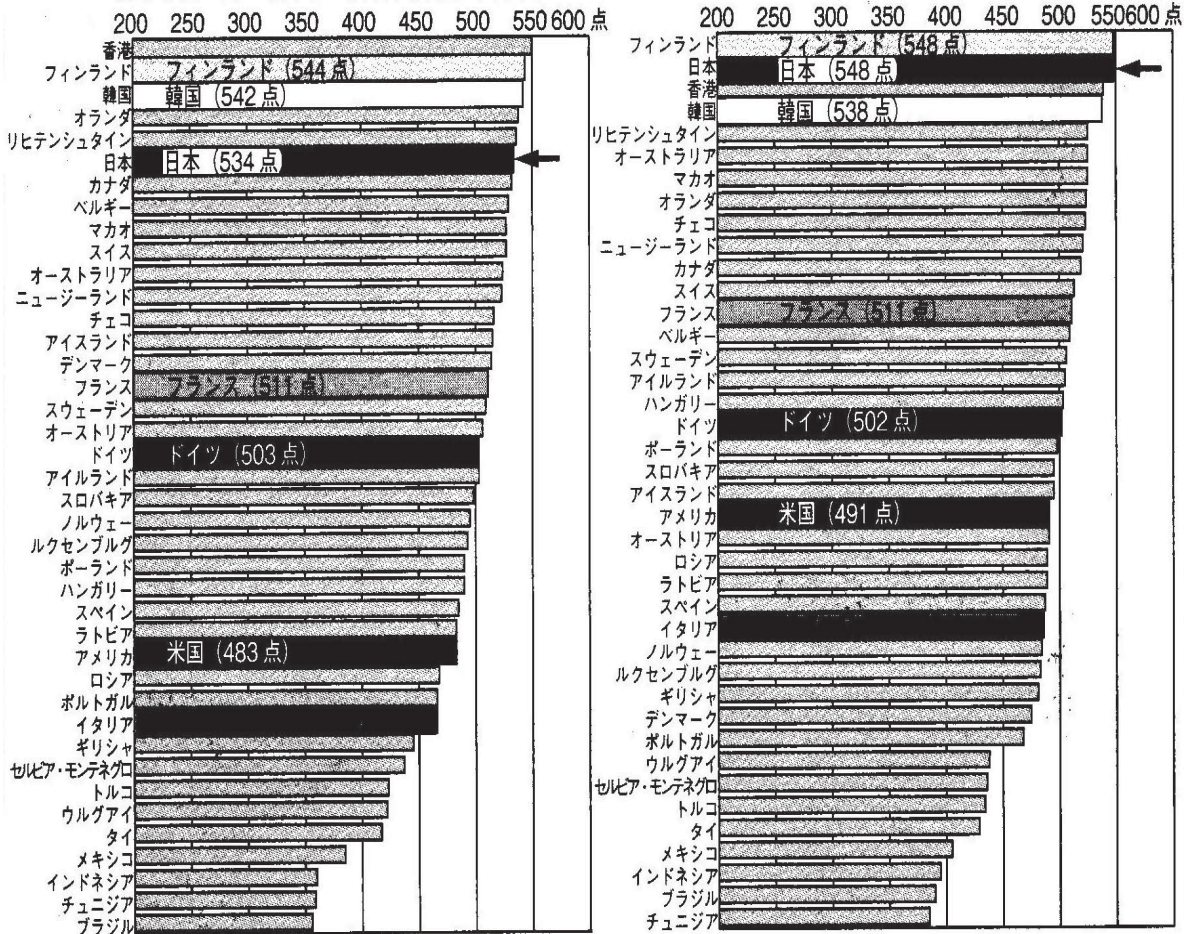 200 250 300 350 400 450 500 550 600 点
香港
フィンランド フィンランド (544 点)
韓国 韓国 (542 点)
オランダ
リヒテンシュタイン
日本 日本 (534 点)
カナダ
ベルギー
マカオ
スイス
オーストラリア
ニュージーランド
チェコ
アイスランド
デンマーク
フランス フランス (511 点)
スウェーデン
オーストリア
ドイツ ドイツ (503 点)
アイルランド
スロバキア
ノルウェー
ルクセンブルグ
ポーランド
ハンガリー
スペイン
ラトビア
アメリカ 米国 (483 点)
ロシア
ポルトガル
イタリア
ギリシャ
セルビア・モンテネグロ
トルコ
ウルグアイ
タイ
メキシコ
インドネシア
チュニジア
ブラジル
200 250 300 350 400 450 500 550 600 点
フィンランド フィンランド (548 点)
日本 日本 (548 点)
香港
韓国 韓国 (538 点)
リヒテンシュタイン
オーストラリア
マカオ
オランダ
チェコ
ニュージーランド
カナダ
スイス
フランス フランス (511 点)
ベルギー
スウェーデン
アイルランド
ハンガリー
ドイツ ドイツ (502 点)
ポーランド
スロバキア
アイスランド
アメリカ 米国 (491 点)
オーストリア
ロシア
ラトビア
スペイン
イタリア
ノルウェー
ルクセンブルグ
ギリシャ
デンマーク
ポルトガル
ウルグアイ
セルビア・モンテネグロ
トルコ
タイ
メキシコ
インドネシア
ブラジル
チュニジア